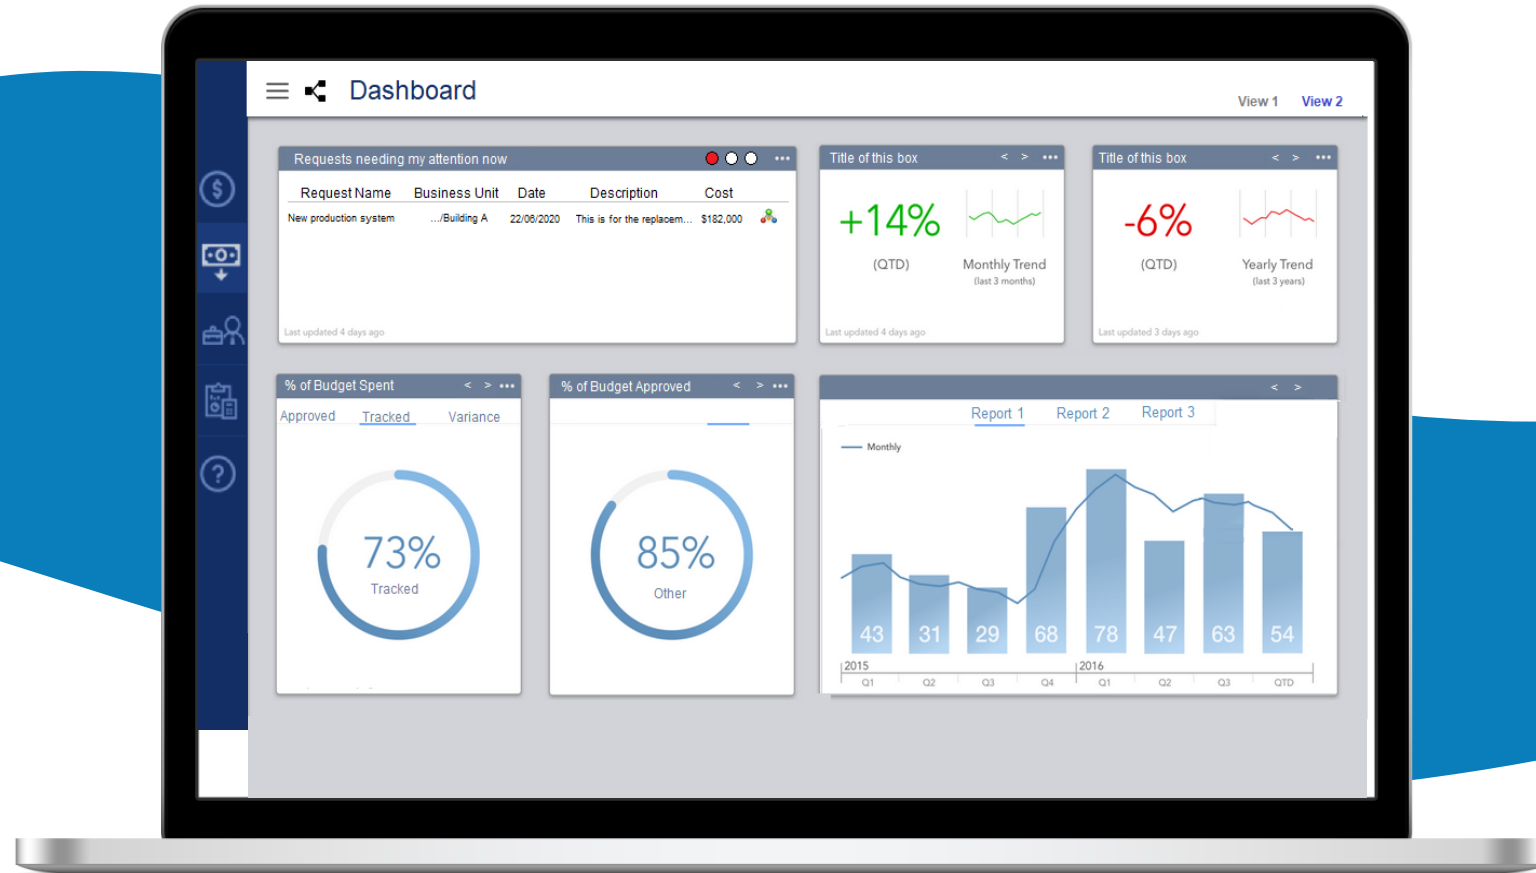 Dashboard
View 1 View 2
Requests needing my attention now
Request Name Business Unit Date Description Cost
New production system .../Building A 22/06/2020 This is for the replacem... $182,000
Last updated 4 days ago
Title of this box < > •••
+14%
(QTD)
Monthly Trend
(last 3 months)
Last updated 4 days ago
Title of this box < > •••
-6%
(QTD)
Yearly Trend
(last 3 years)
Last updated 3 days ago
% of Budget Spent < > •••
Approved Tracked Variance
73%
Tracked
% of Budget Approved < > •••
85%
Other
< >
Report 1 Report 2 Report 3
Monthly
43 31 29 68 78 47 63 54
2015 2016
Q1 Q2 Q3 Q4 Q1 Q2 Q3 QTD
$
?